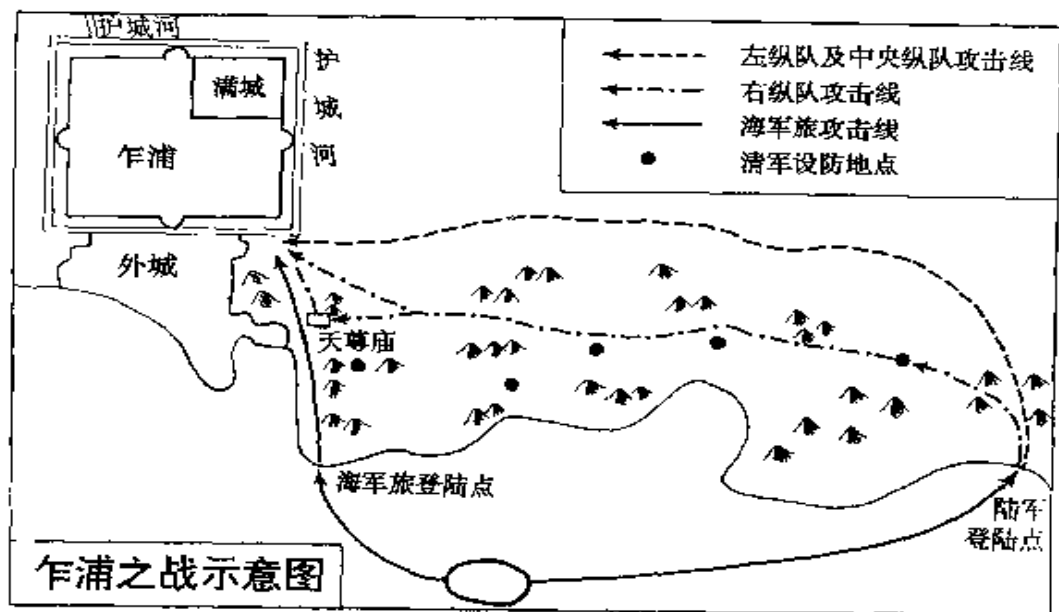 护城河
护
城
河
满城
乍浦
外城
左纵队及中央纵队攻击线
右纵队攻击线
海军旅攻击线
清军设防地点
天尊庙
海军旅登陆点
陆军
登陆点
乍浦之战示意图